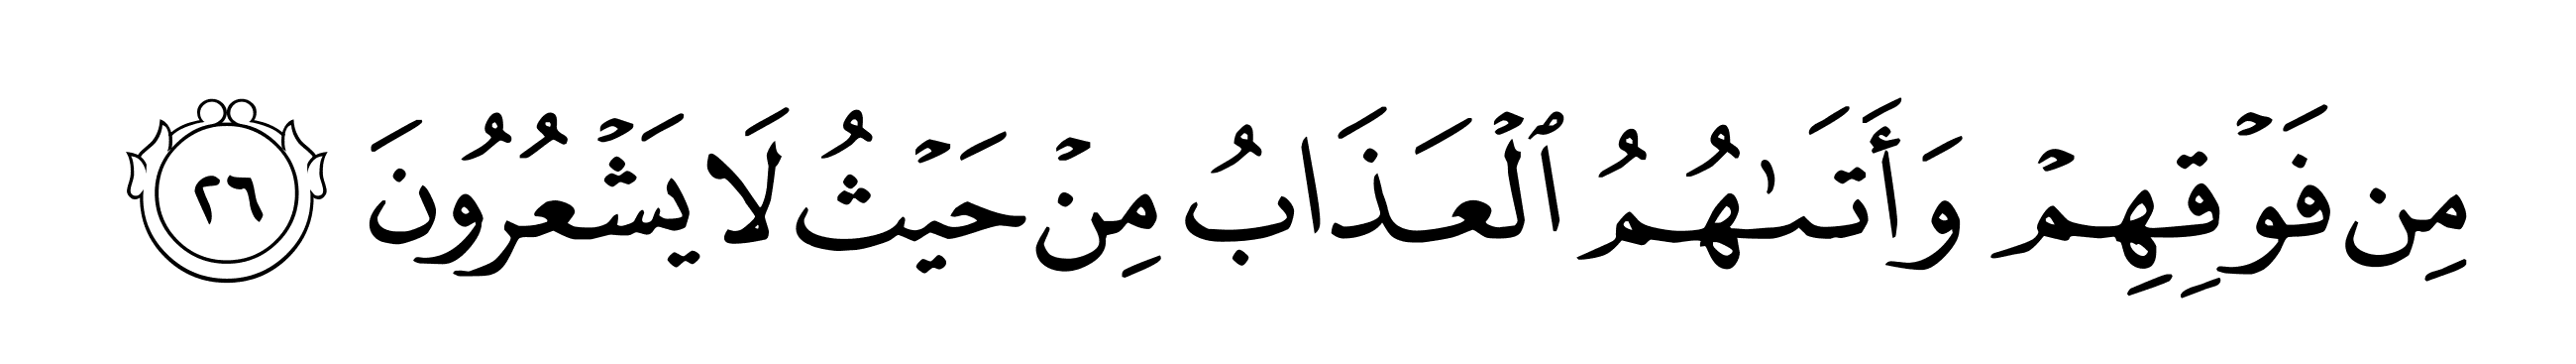 مِن فَوْقِهِمْ وَأَتَىٰهُمُ ٱلْعَذَابُ مِنْ حَيْثُ لَا يَشْعُرُونَ ٢٦